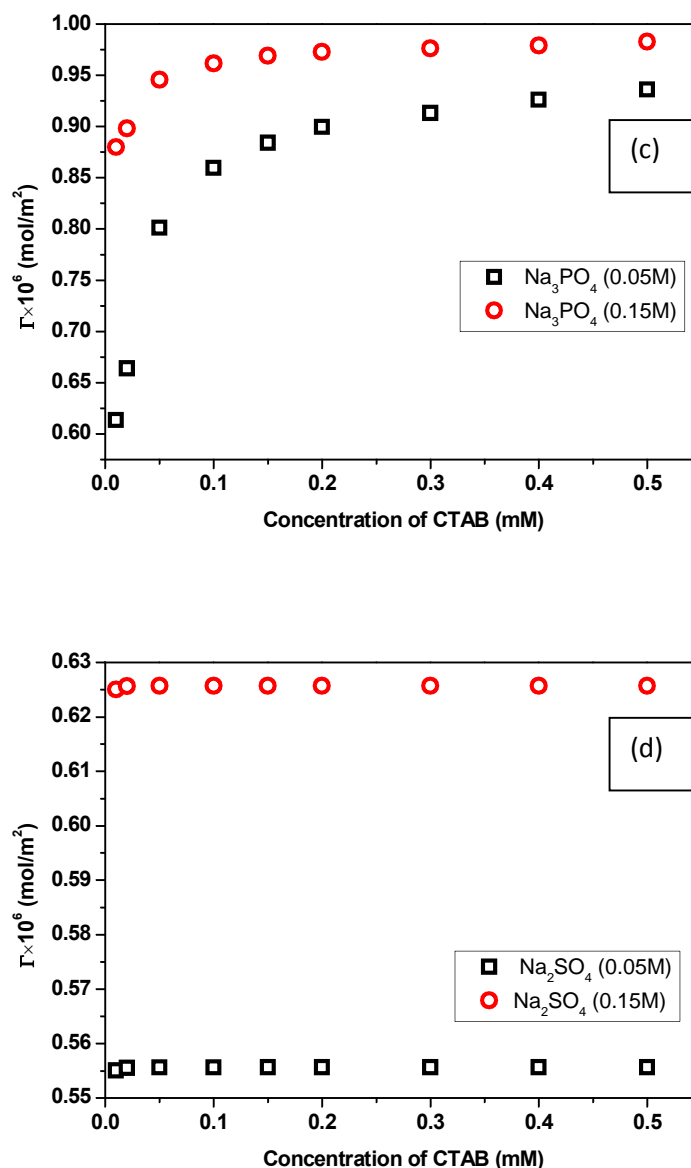 1.00
0.95
0.90
0.85
0.80
0.75
0.70
0.65
0.60
Γ×10⁶ (mol/m²)
(c)
Na₃PO₄ (0.05M)
Na₃PO₄ (0.15M)
0.0 0.1 0.2 0.3 0.4 0.5
Concentration of CTAB (mM)
0.63
0.62
0.61
0.60
0.59
0.58
0.57
0.56
0.55
Γ×10⁶ (mol/m²)
(d)
Na₂SO₄ (0.05M)
Na₂SO₄ (0.15M)
0.0 0.1 0.2 0.3 0.4 0.5
Concentration of CTAB (mM)